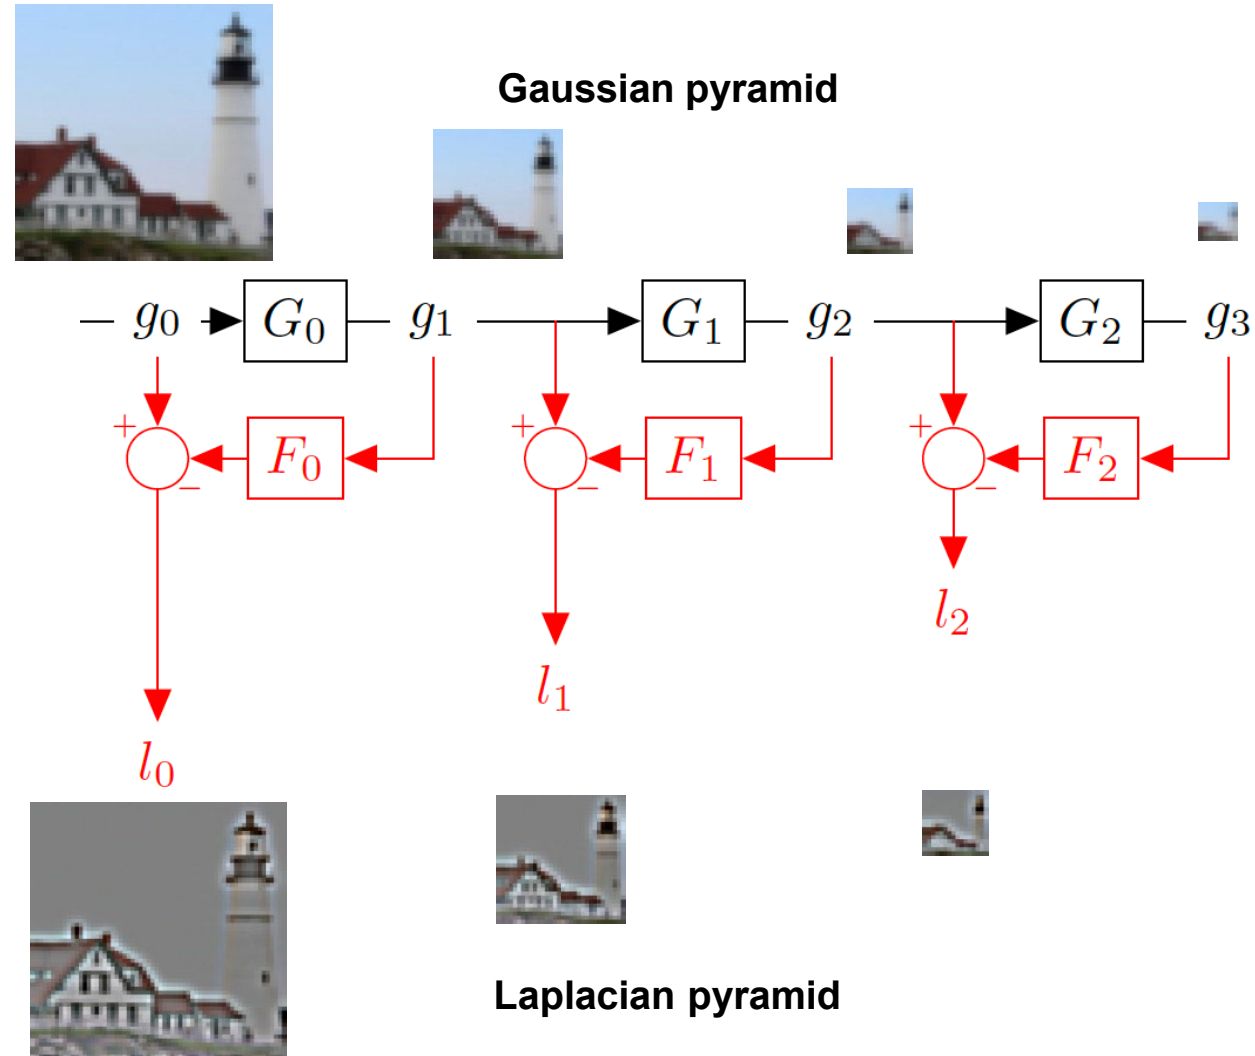 Gaussian pyramid
g₀ G₀ g₁ G₁ g₂ G₂ g₃
+ + +
F₀ F₁ F₂
− − −
l₂
l₁
l₀
Laplacian pyramid